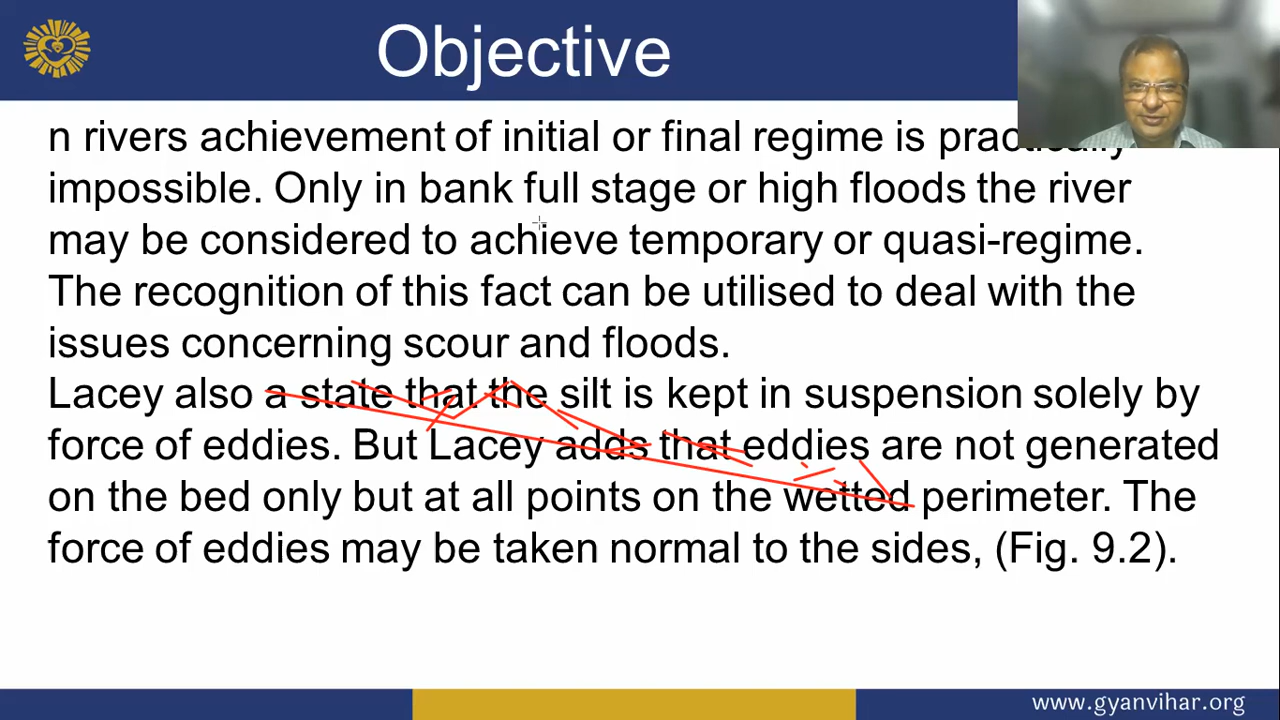 Objective
n rivers achievement of initial or final regime is practically
impossible. Only in bank full stage or high floods the river
may be considered to achieve temporary or quasi-regime.
The recognition of this fact can be utilised to deal with the
issues concerning scour and floods.
Lacey also a state that the silt is kept in suspension solely by
force of eddies. But Lacey adds that eddies are not generated
on the bed only but at all points on the wetted perimeter. The
force of eddies may be taken normal to the sides, (Fig. 9.2).
www.gyanvihar.org